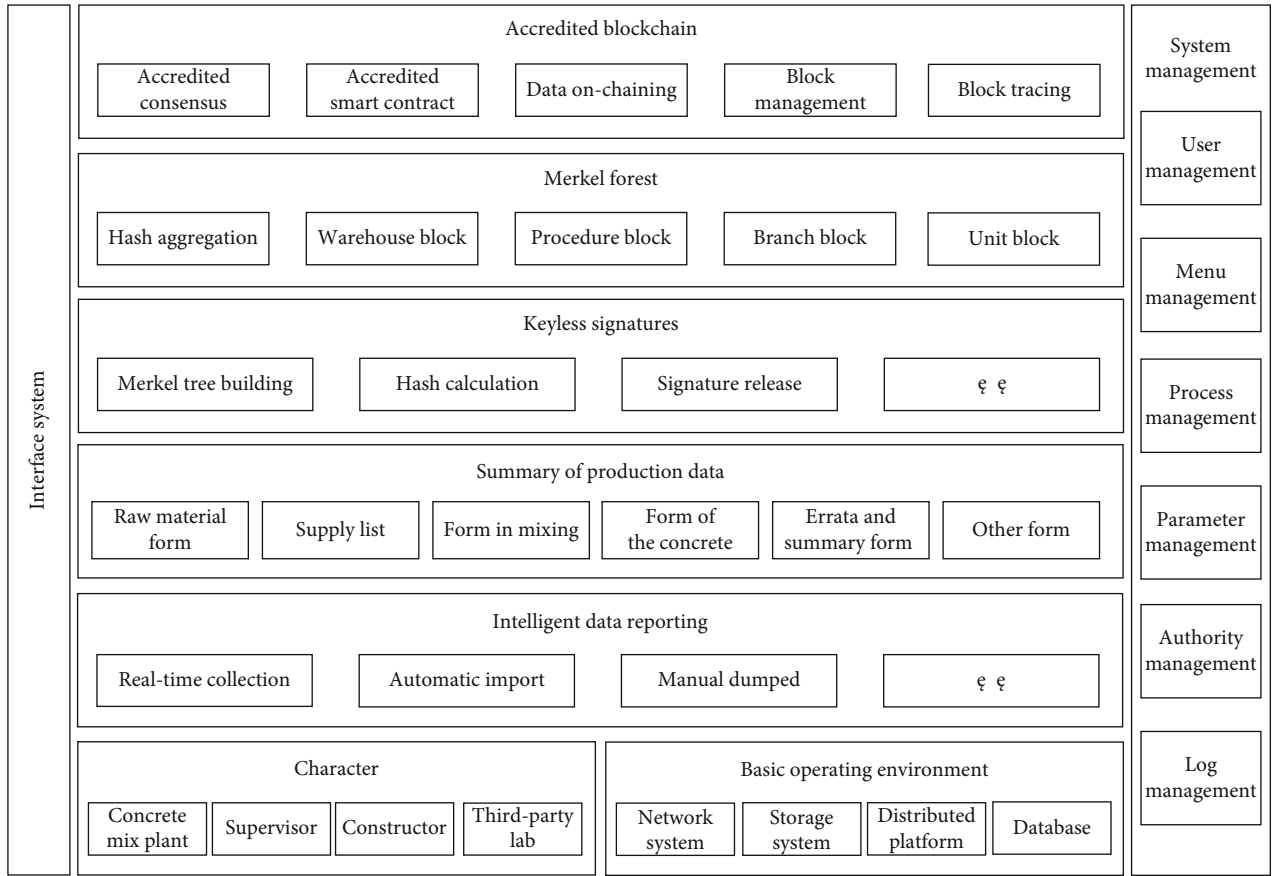 Interface system
Accredited blockchain
Accredited
consensus
Accredited
smart contract
Data on-chaining
Block
management
Block tracing
Merkel forest
Hash aggregation
Warehouse block
Procedure block
Branch block
Unit block
Keyless signatures
Merkel tree building
Hash calculation
Signature release
ę ę
Summary of production data
Raw material
form
Supply list
Form in mixing
Form of
the concrete
Errata and
summary form
Other form
Intelligent data reporting
Real-time collection
Automatic import
Manual dumped
ę ę
Character
Concrete
mix plant
Supervisor
Constructor
Third-party
lab
Basic operating environment
Network
system
Storage
system
Distributed
platform
Database
System
management
User
management
Menu
management
Process
management
Parameter
management
Authority
management
Log
management